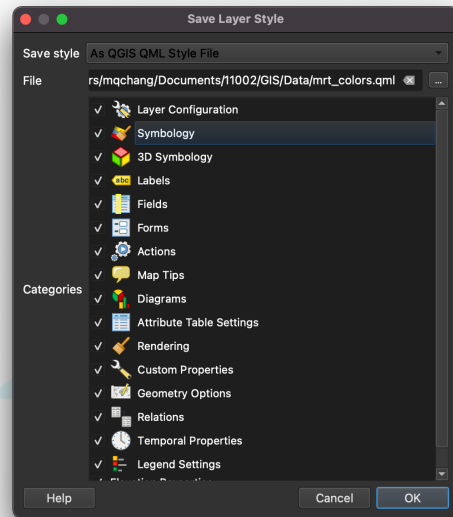 Save Layer Style
Save style As QGIS QML Style File
File rs/mqchang/Documents/11002/GIS/Data/mrt_colors.qml ...
Layer Configuration
Symbology
3D Symbology
abc Labels
Fields
Forms
Actions
Map Tips
Categories Diagrams
Attribute Table Settings
Rendering
Custom Properties
Geometry Options
Relations
Temporal Properties
Legend Settings
Help Cancel OK